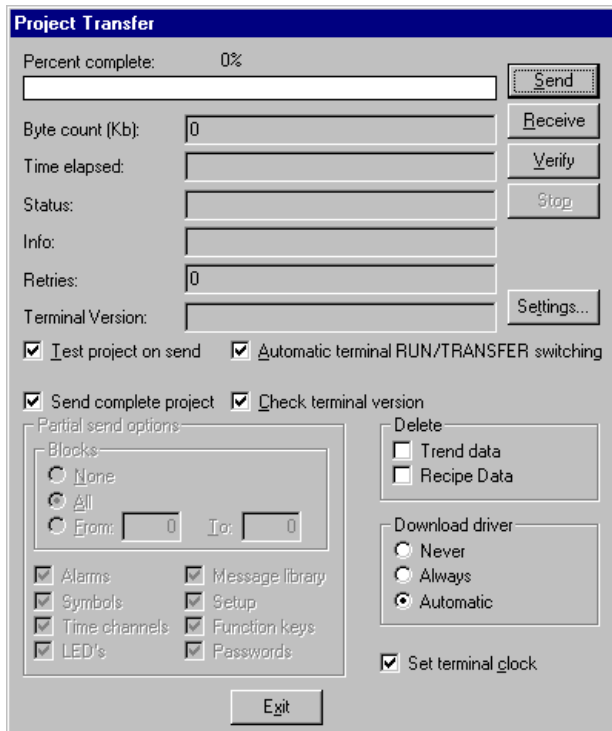 Project Transfer
Percent complete: 0%
Send
Byte count (Kb): 0
Receive
Time elapsed:
Verify
Status:
Stop
Info:
Retries: 0
Terminal Version:
Settings...
Test project on send Automatic terminal RUN/TRANSFER switching
Send complete project Check terminal version
Partial send options
Blocks
None
All
From: 0 To: 0
Alarms Message library
Symbols Setup
Time channels Function keys
LED's Passwords
Delete
Trend data
Recipe Data
Download driver
Never
Always
Automatic
Set terminal clock
Exit